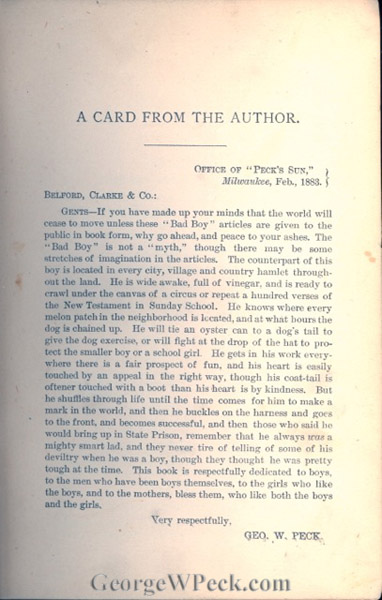 A CARD FROM THE AUTHOR.
OFFICE OF "PECK'S SUN,"
Milwaukee, Feb., 1883.
BELFORD, CLARKE & CO.:
GENTS—If you have made up your minds that the world will
cease to move unless these "Bad Boy" articles are given to the
public in book form, why go ahead, and peace to your ashes. The
"Bad Boy" is not a "myth," though there may be some
stretches of imagination in the articles. The counterpart of this
boy is located in every city, village and country hamlet through-
out the land. He is wide awake, full of vinegar, and is ready to
crawl under the canvas of a circus or repeat a hundred verses of
the New Testament in Sunday School. He knows where every
melon patch in the neighborhood is located, and at what hours the
dog is chained up. He will tie an oyster can to a dog's tail to
give the dog exercise, or will fight at the drop of the hat to pro-
tect the smaller boy or a school girl. He gets in his work every-
where there is a fair prospect of fun, and his heart is easily
touched by an appeal in the right way, though his coat-tail is
oftener touched with a boot than his heart is by kindness. But
he shuffles through life until the time comes for him to make a
mark in the world, and then he buckles on the harness and goes
to the front, and becomes successful, and then those who said he
would bring up in State Prison, remember that he always was a
mighty smart lad, and they never tire of telling of some of his
deviltry when he was a boy, though they thought he was pretty
tough at the time. This book is respectfully dedicated to boys,
to the men who have been boys themselves, to the girls who like
the boys, and to the mothers, bless them, who like both the boys
and the girls.
Very respectfully,
GEO. W. PECK.
GeorgeWPeck.com